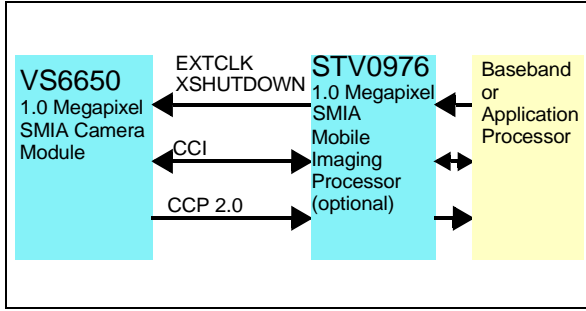 VS6650
1.0 Megapixel
SMIA Camera
Module
EXTCLK
XSHUTDOWN
CCI
CCP 2.0
STV0976
1.0 Megapixel
SMIA
Mobile
Imaging
Processor
(optional)
Baseband
or
Application
Processor